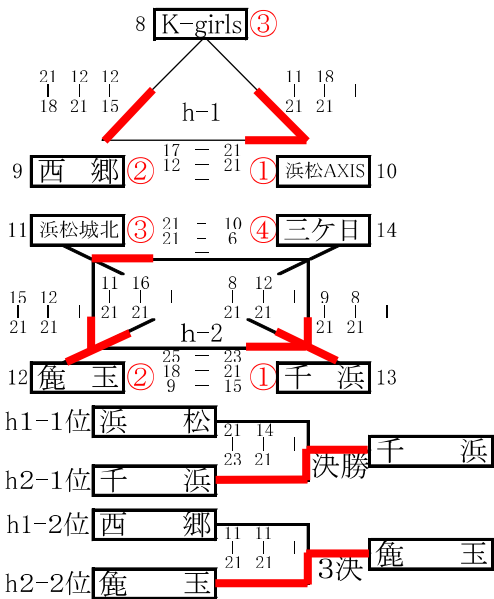 8 K-girls ③
21 12 12 11 18
| | | | | |
18 21 15 21 21
h-1
17 — 21
12 — 21
—
9 西 郷 ② ① 浜松AXIS 10
11 浜松城北 ③ 21 — 10 ④ 三ケ日 14
21 — 6
—
15 12 11 16 8 12 9 8
| | | | | | | | | | | |
21 21 21 21 21 21 21 21
h-2
25 — 23
12 麁 玉 ② 18 — 21 ① 千 浜 13
9 — 15
h1-1位 浜 松
21 14
| | |
23 21
決勝 千 浜
h2-1位 千 浜
h1-2位 西 郷
11 11
| | |
21 21
3決 麁 玉
h2-2位 麁 玉